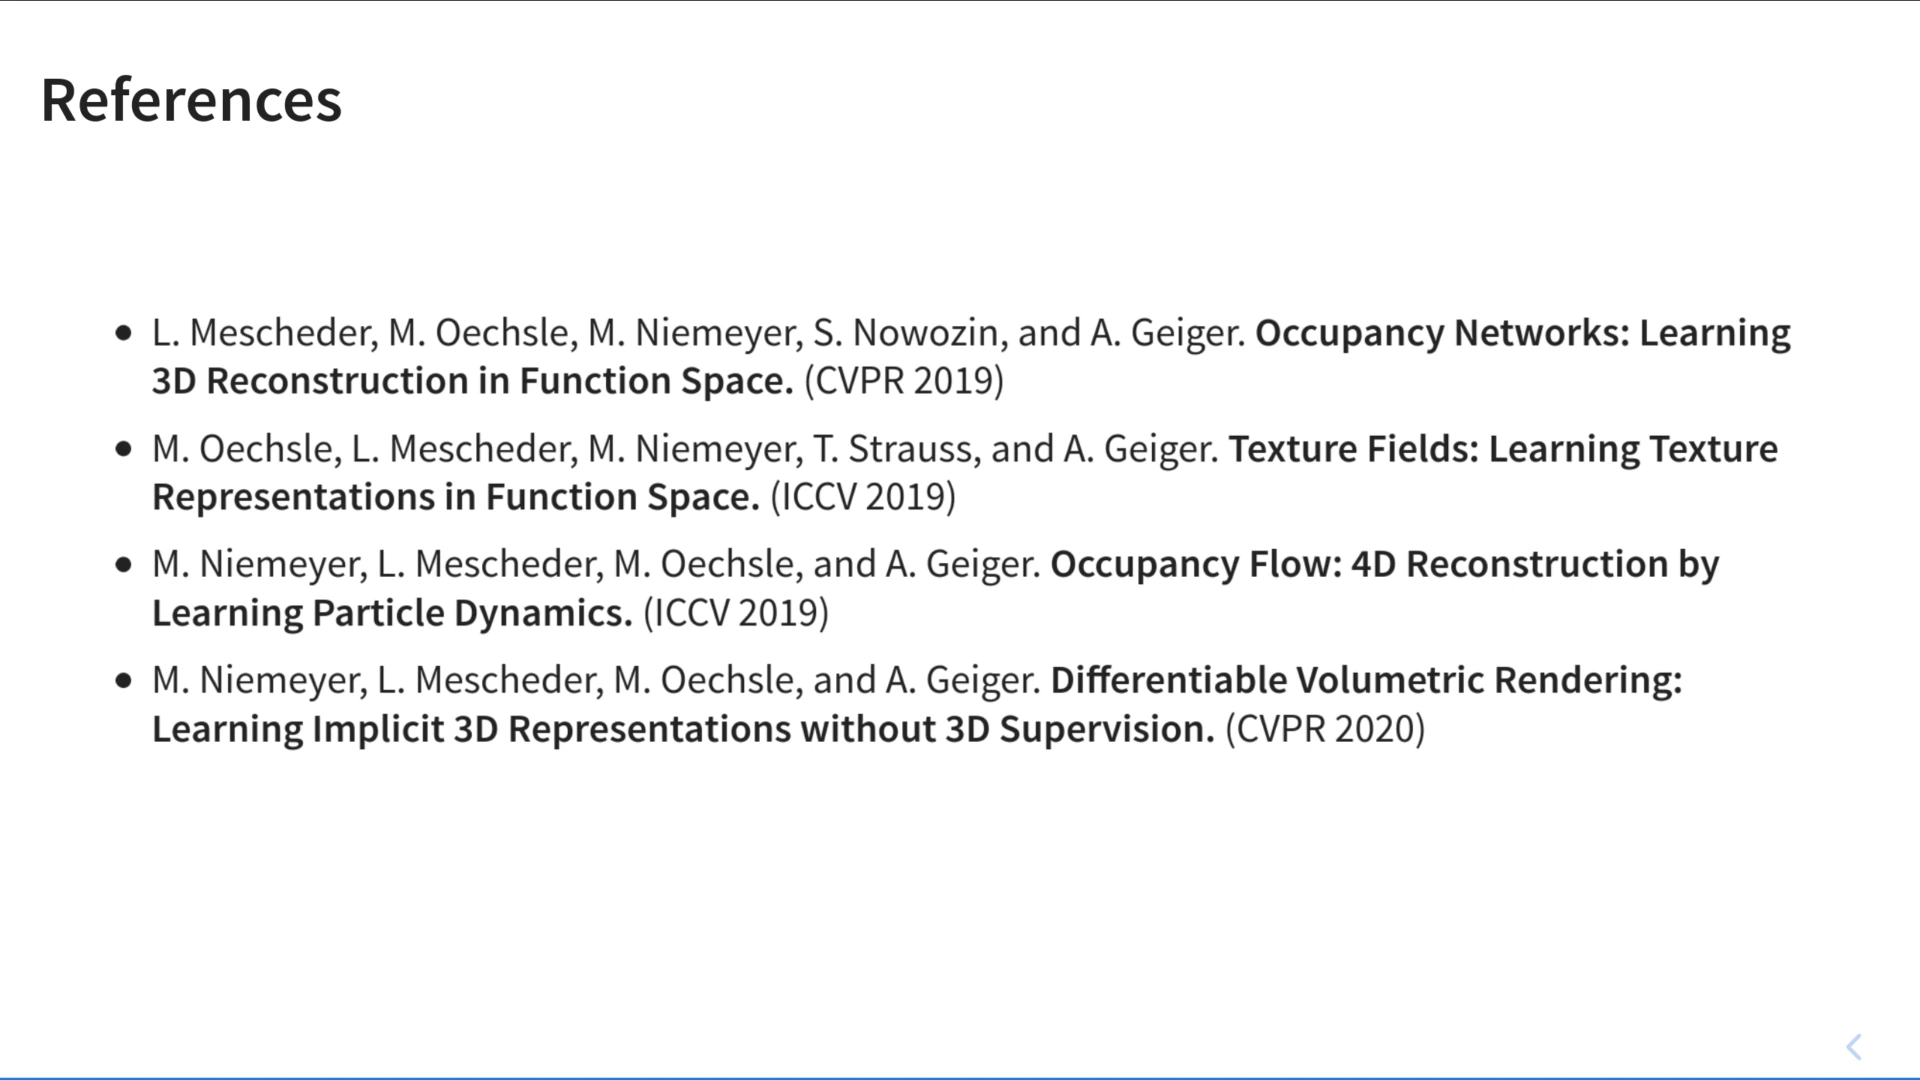 References
• L. Mescheder, M. Oechsle, M. Niemeyer, S. Nowozin, and A. Geiger. Occupancy Networks: Learning
3D Reconstruction in Function Space. (CVPR 2019)
• M. Oechsle, L. Mescheder, M. Niemeyer, T. Strauss, and A. Geiger. Texture Fields: Learning Texture
Representations in Function Space. (ICCV 2019)
• M. Niemeyer, L. Mescheder, M. Oechsle, and A. Geiger. Occupancy Flow: 4D Reconstruction by
Learning Particle Dynamics. (ICCV 2019)
• M. Niemeyer, L. Mescheder, M. Oechsle, and A. Geiger. Differentiable Volumetric Rendering:
Learning Implicit 3D Representations without 3D Supervision. (CVPR 2020)